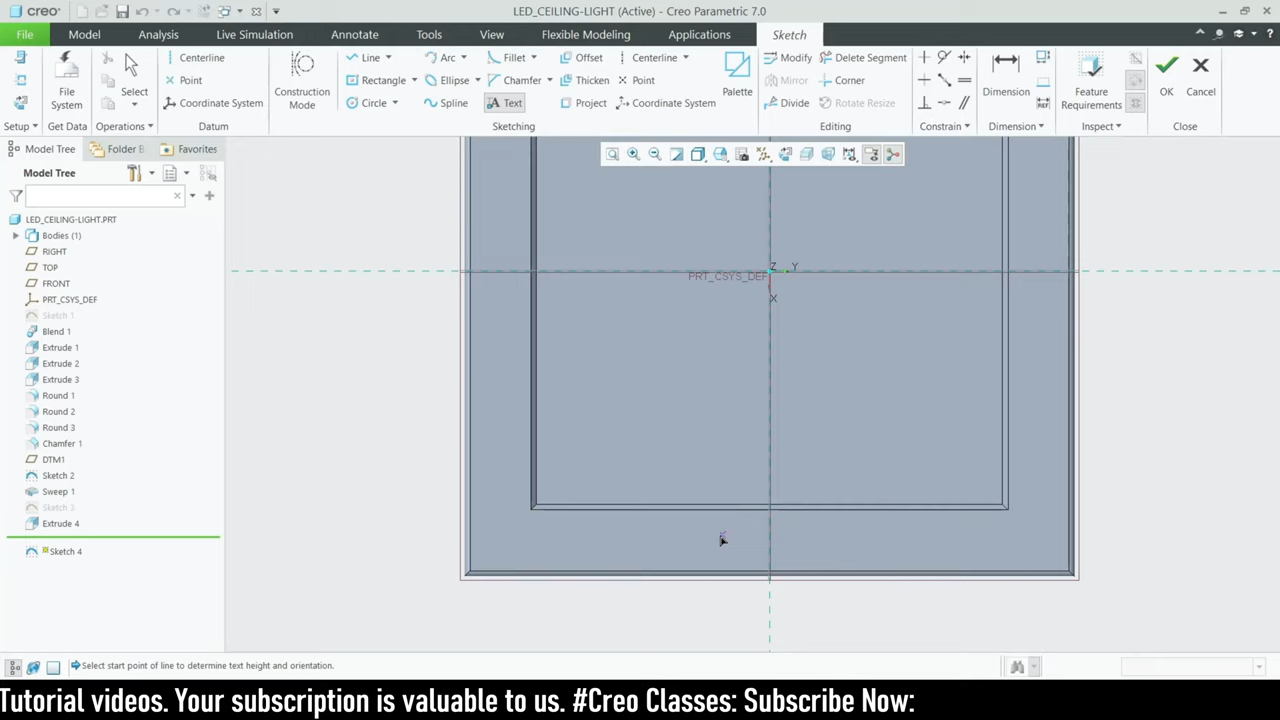 creo
LED_CEILING-LIGHT (Active) - Creo Parametric 7.0
File Model Analysis Live Simulation Annotate Tools View Flexible Modeling Applications Sketch
File System
Select
Centerline
Point
Coordinate System
Construction Mode
Line Arc Fillet Offset Centerline
Rectangle Ellipse Chamfer Thicken Point
Circle Spline Text Project Coordinate System
Palette
Modify Delete Segment
Mirror Corner
Divide Rotate Resize
Dimension
Feature Requirements
OK Cancel
Setup Get Data Operations Datum Sketching Editing Constrain Dimension Inspect Close
Model Tree Folder B Favorites
Model Tree
LED_CEILING-LIGHT.PRT
Bodies (1)
RIGHT
TOP
FRONT
PRT_CSYS_DEF
Sketch 1
Blend 1
Extrude 1
Extrude 2
Extrude 3
Round 1
Round 2
Round 3
Chamfer 1
DTM1
Sketch 2
Sweep 1
Sketch 3
Extrude 4
Sketch 4
Z Y
PRT_CSYS_DEF
X
Select start point of line to determine text height and orientation.
Tutorial videos. Your subscription is valuable to us. #Creo Classes: Subscribe Now: